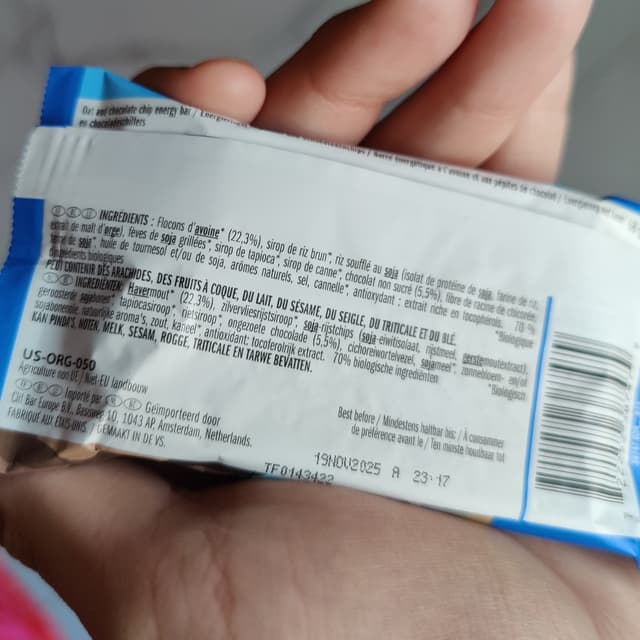 Oat and chocolate chip energy bar /
en chocoladechifters
INGRÉDIENTS : Flocons d'avoine* (22,3%), sirop de riz brun*, riz soufflé au soja (isolat de protéine de soja, farine de riz,
extrait de malt d'orge), fèves de soja grillées*, sirop de tapioca*, sirop de canne*, chocolat non sucré (5,5%), fibre de racine de chicorée,
farine de soja*, huile de tournesol et/ou de soja, arômes naturels, sel, cannelle*, antioxydant : extrait riche en tocophérols. 70 %
ingrédients biologiques *Biologique
PEUT CONTENIR DES ARACHIDES, DES FRUITS À COQUE, DU LAIT, DU SÉSAME, DU SEIGLE, DU TRITICALE ET DU BLÉ.
INGREDIËNTEN: Havermout* (22,3%), zilvervliesrijstsiroop*, soja-rijstchips (soja-eiwitisolaat, rijstmeel, gerstemoutextract),
geroosterde sojabonen*, tapiocasiroop*, rietsiroop*, ongezoete chocolade (5,5%), cichoreiwortelvezel, sojameel*, zonnebloem- en/of
sojaboonolie, natuurlijke aroma's, zout, kaneel*, antioxidant: tocoferolrijk extract. 70% biologische ingrediënten *Biologisch
KAN PINDA'S, NOTEN, MELK, SESAM, ROGGE, TRITICALE EN TARWE BEVATTEN.
US-ORG-050
Agriculture non UE / Niet-EU landbouw
Importé par / Geïmporteerd door
Clif Bar Europe B.V., 10, 1043 AP, Amsterdam, Netherlands.
FABRIQUÉ AUX ÉTATS-UNIS. / GEMAAKT IN DE VS.
Best before / Mindestens haltbar bis: / À consommer
de préférence avant le / Ten minste houdbaar tot
19NOV2025 A 23:17
TF0143422